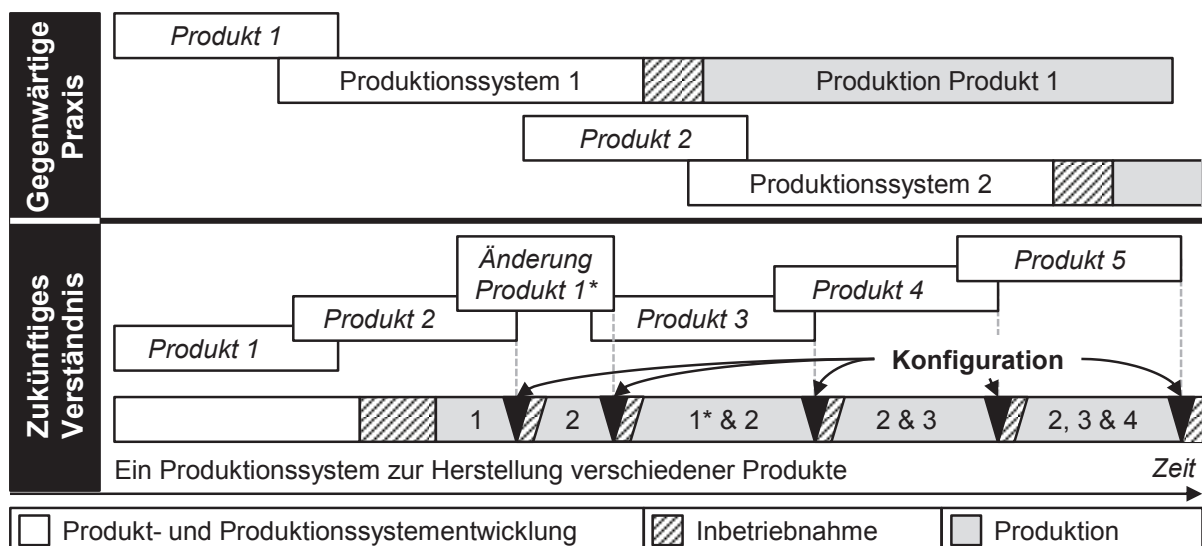 Gegenwärtige
Praxis
Produkt 1
Produktionssystem 1
Produktion Produkt 1
Produkt 2
Produktionssystem 2
Zukünftiges
Verständnis
Änderung
Produkt 1*
Produkt 5
Produkt 4
Produkt 2
Produkt 3
Produkt 1
Konfiguration
1
2
1* & 2
2 & 3
2, 3 & 4
Ein Produktionssystem zur Herstellung verschiedener Produkte
Zeit
Produkt- und Produktionssystementwicklung
Inbetriebnahme
Produktion